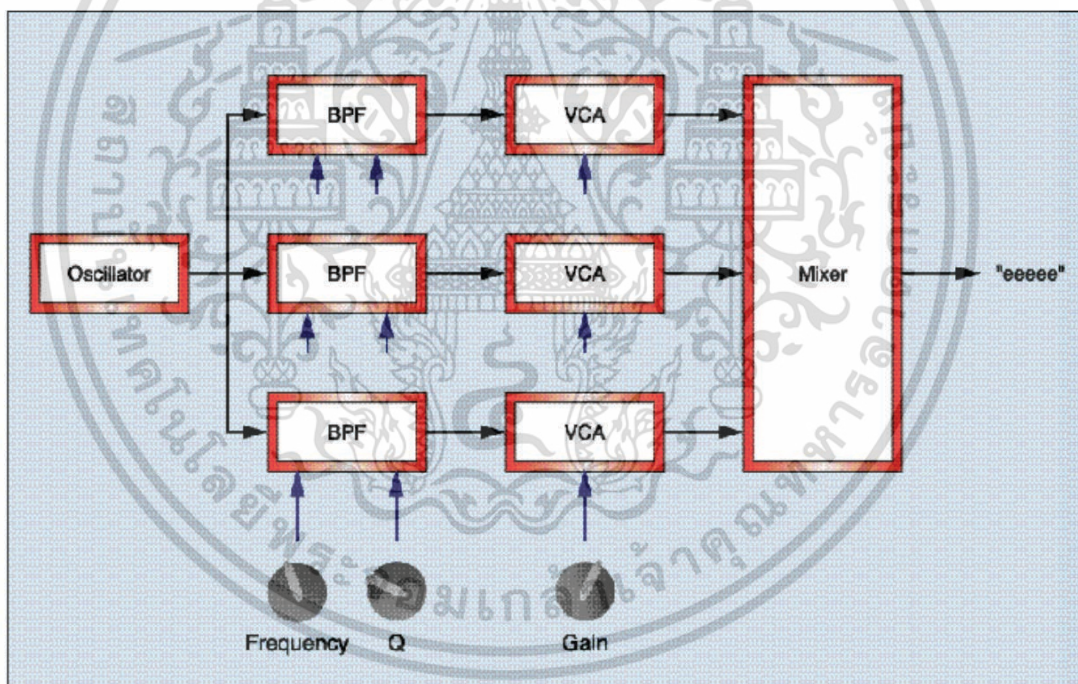 BPF
VCA
Oscillator
BPF
VCA
Mixer
"eeeee"
BPF
VCA
Frequency
Q
Gain